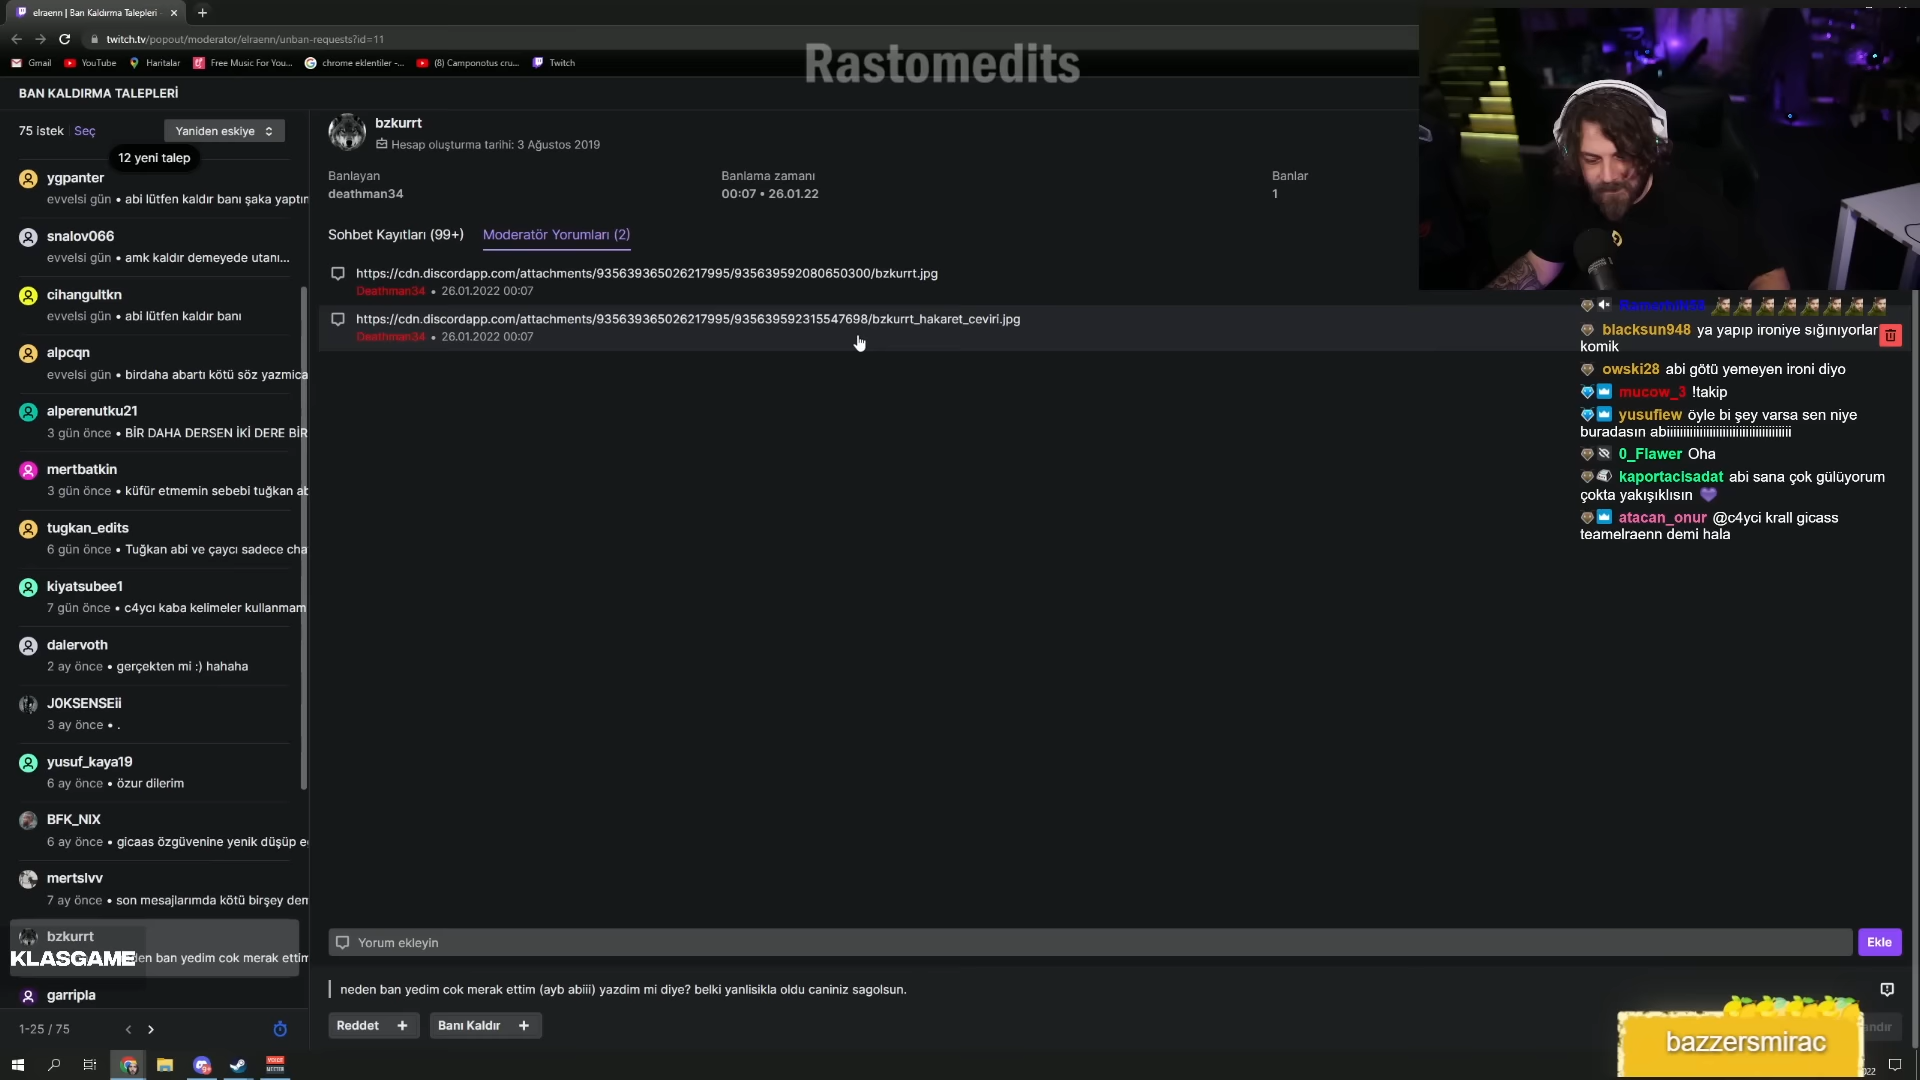 elraenn | Ban Kaldırma Talepleri
twitch.tv/popout/moderator/elraenn/unban-requests?id=11
Gmail
YouTube
Haritalar
Free Music For You...
chrome eklentiler -...
(8) Camponotus cru...
Twitch
Rastomedits
BAN KALDIRMA TALEPLERİ
75 istek
Seç
Yaniden eskiye
12 yeni talep
ygpanter
evvelsi gün • abi lütfen kaldır banı şaka yaptım
snalov066
evvelsi gün • amk kaldır demeyede utanı...
cihangultkn
evvelsi gün • abi lütfen kaldır banı
alpcqn
evvelsi gün • birdaha abartı kötü söz yazmica
alperenutku21
3 gün önce • BİR DAHA DERSEN İKİ DERE BİR
mertbatkin
3 gün önce • küfür etmemin sebebi tuğkan ab
tugkan_edits
6 gün önce • Tuğkan abi ve çaycı sadece cha
kiyatsubee1
7 gün önce • c4ycı kaba kelimeler kullanmam
dalervoth
2 ay önce • gerçekten mi :) hahaha
J0KSENSEii
3 ay önce • .
yusuf_kaya19
6 ay önce • özur dilerim
BFK_NIX
6 ay önce • gicaas özgüvenine yenik düşüp e
mertslvv
7 ay önce • son mesajlarımda kötü birşey dem
bzkurrt
KLASGAME
den ban yedim cok merak ettim
garripla
1-25 / 75
bzkurrt
Hesap oluşturma tarihi: 3 Ağustos 2019
Banlayan
deathman34
Banlama zamanı
00:07 • 26.01.22
Banlar
1
Sohbet Kayıtları (99+)
Moderatör Yorumları (2)
https://cdn.discordapp.com/attachments/935639365026217995/935639592080650300/bzkurrt.jpg
Deathman34 • 26.01.2022 00:07
https://cdn.discordapp.com/attachments/935639365026217995/935639592315547698/bzkurrt_hakaret_ceviri.jpg
Deathman34 • 26.01.2022 00:07
blacksun948 ya yapıp ironiye sığınıyorlar
komik
owski28 abi götü yemeyen ironi diyo
mucow_3 !takip
yusufiew öyle bi şey varsa sen niye
buradasın abiiiiiiiiiiiiiiiiiiiiiiiiiiiiiiiiiiii
0_Flawer Oha
kaportacisadat abi sana çok gülüyorum
çokta yakışıklısın
atacan_onur @c4yci krall gicass
teamelraenn demi hala
Yorum ekleyin
Ekle
neden ban yedim cok merak ettim (ayb abiii) yazdim mi diye? belki yanlisikla oldu caniniz sagolsun.
Reddet +
Banı Kaldır +
bazzersmirac